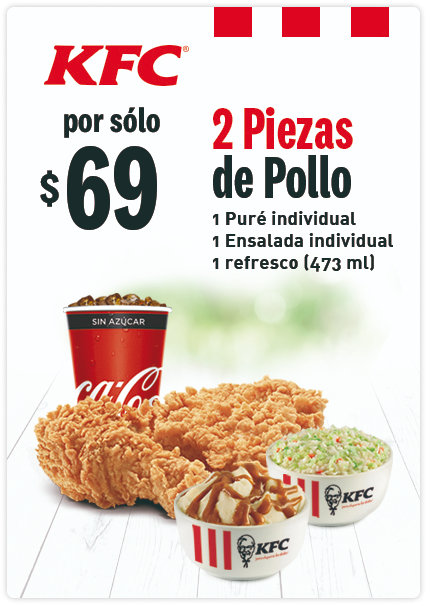 KFC®
por sólo
$69
2 Piezas
de Pollo
1 Puré individual
1 Ensalada individual
1 refresco (473 ml)
SIN AZÚCAR
Coca-Co
KFC
KFC